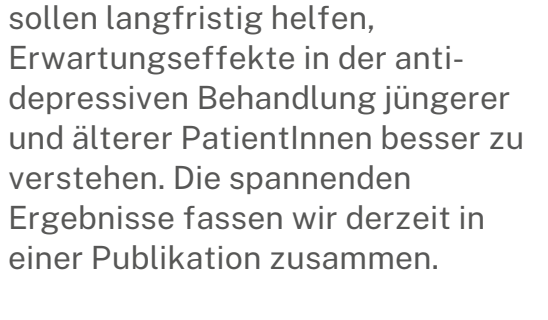 sollen langfristig helfen,
Erwartungseffekte in der anti-
depressiven Behandlung jüngerer
und älterer PatientInnen besser zu
verstehen. Die spannenden
Ergebnisse fassen wir derzeit in
einer Publikation zusammen.